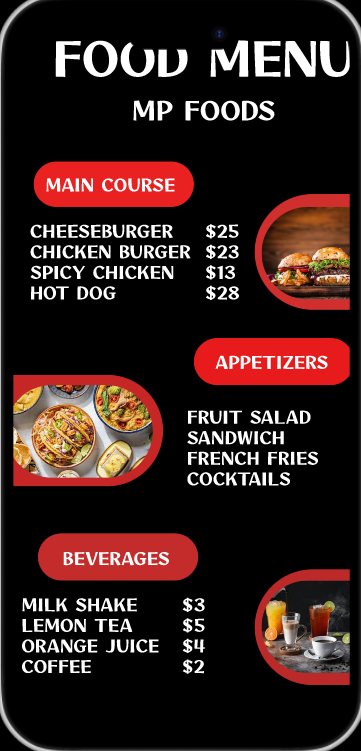 FOOD MENU
MP FOODS
MAIN COURSE
CHEESEBURGER $25
CHICKEN BURGER $23
SPICY CHICKEN $13
HOT DOG $28
APPETIZERS
FRUIT SALAD
SANDWICH
FRENCH FRIES
COCKTAILS
BEVERAGES
MILK SHAKE $3
LEMON TEA $5
ORANGE JUICE $4
COFFEE $2